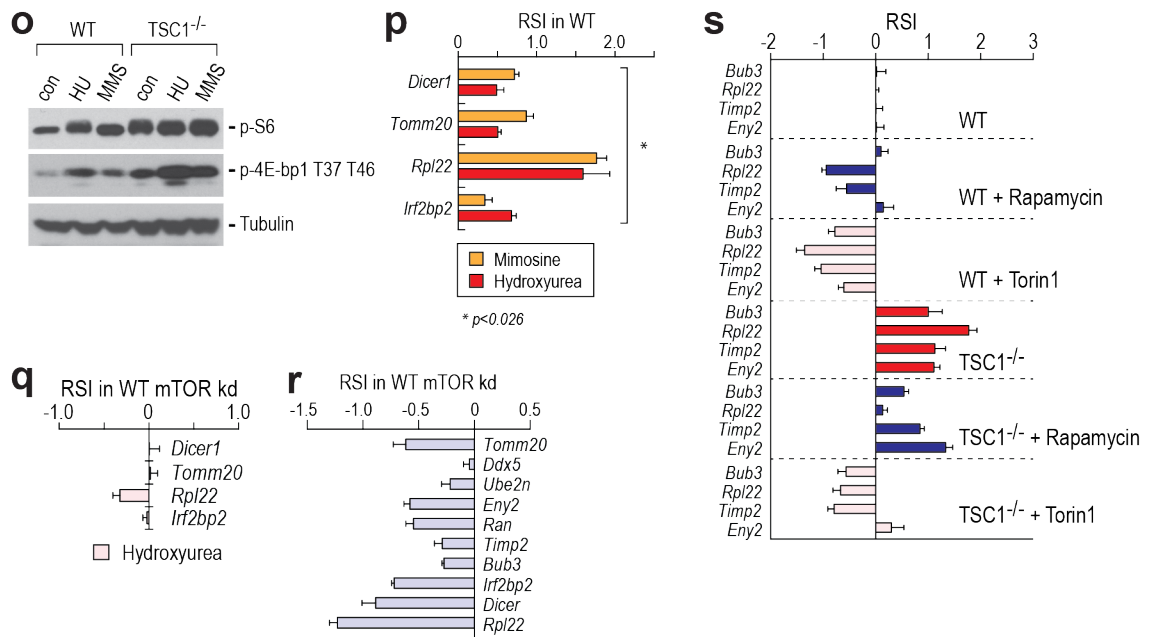 o
WT TSC1-/-
con HU MMS con HU MMS
- p-S6
- p-4E-bp1 T37 T46
- Tubulin
p
RSI in WT
0 1.0 2.0
Dicer1
Tomm20
Rpl22
Irf2bp2
*
Mimosine
Hydroxyurea
* p<0.026
q
RSI in WT mTOR kd
-1.0 0 1.0
Dicer1
Tomm20
Rpl22
Irf2bp2
Hydroxyurea
r
RSI in WT mTOR kd
-1.5 -1.0 -0.5 0 0.5
Tomm20
Ddx5
Ube2n
Eny2
Ran
Timp2
Bub3
Irf2bp2
Dicer
Rpl22
s
RSI
-2 -1 0 1 2 3
Bub3
Rpl22
Timp2
Eny2
WT
Bub3
Rpl22
Timp2
Eny2
WT + Rapamycin
Bub3
Rpl22
Timp2
Eny2
WT + Torin1
Bub3
Rpl22
Timp2
Eny2
TSC1-/-
Bub3
Rpl22
Timp2
Eny2
TSC1-/- + Rapamycin
Bub3
Rpl22
Timp2
Eny2
TSC1-/- + Torin1